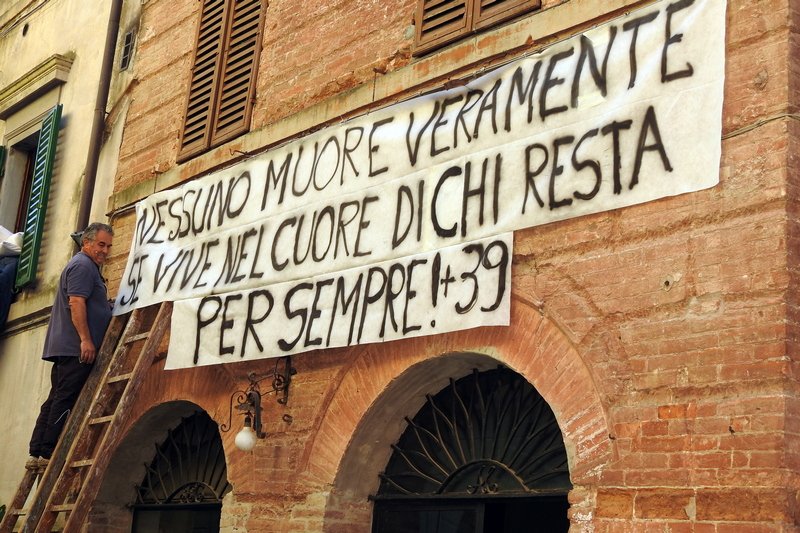 NESSUNO MUORE VERAMENTE
SE VIVE NEL CUORE DI CHI RESTA
PER SEMPRE! +39